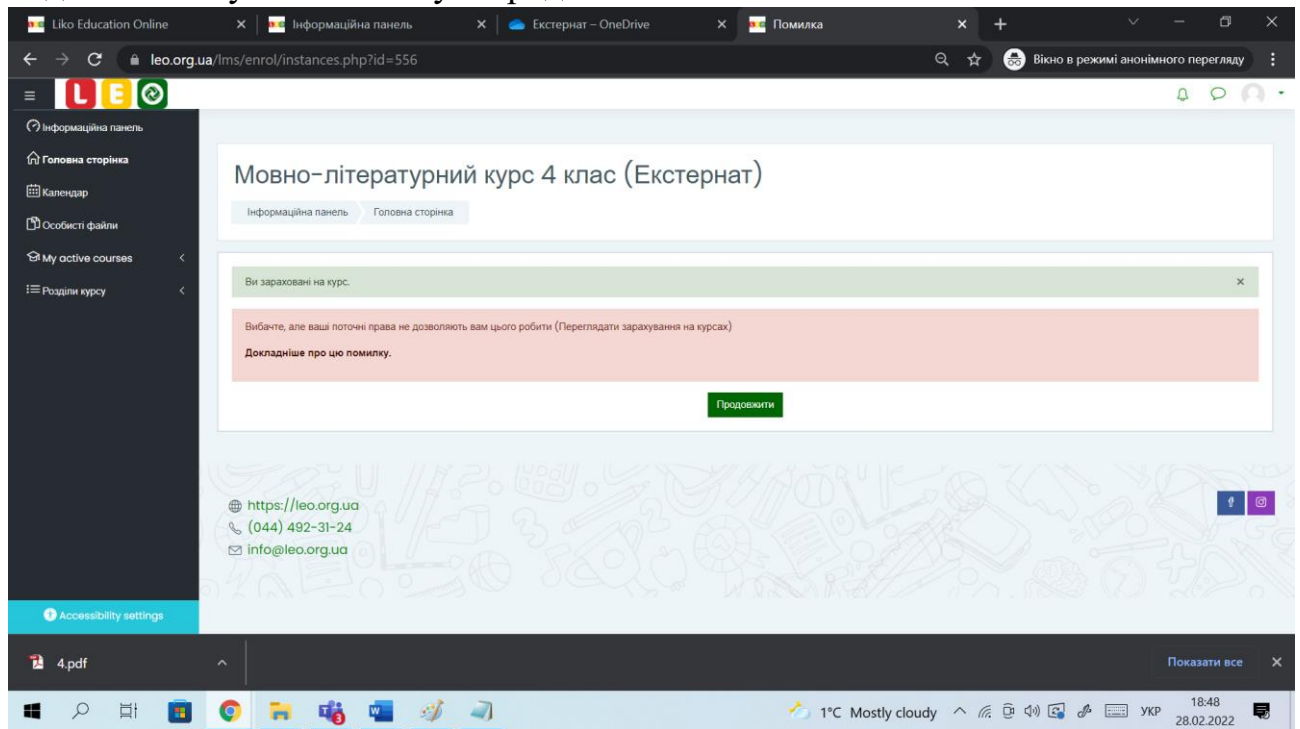 Liko Education Online
Інформаційна панель
Екстернат – OneDrive
Помилка
leo.org.ua/lms/enrol/instances.php?id=556
Вікно в режимі анонімного перегляду
L E
Інформаційна панель
Головна сторінка
Календар
Особисті файли
My active courses
Розділи курсу
Мовно-літературний курс 4 клас (Екстернат)
Інформаційна панель
Головна сторінка
Ви зараховані на курс.
Вибачте, але ваші поточні права не дозволяють вам цього робити (Переглядати зарахування на курсах)
Докладніше про цю помилку.
Продовжити
https://leo.org.ua
(044) 492-31-24
info@leo.org.ua
Accessibility settings
4.pdf
Показати все
1°C Mostly cloudy
УКР
18:48
28.02.2022